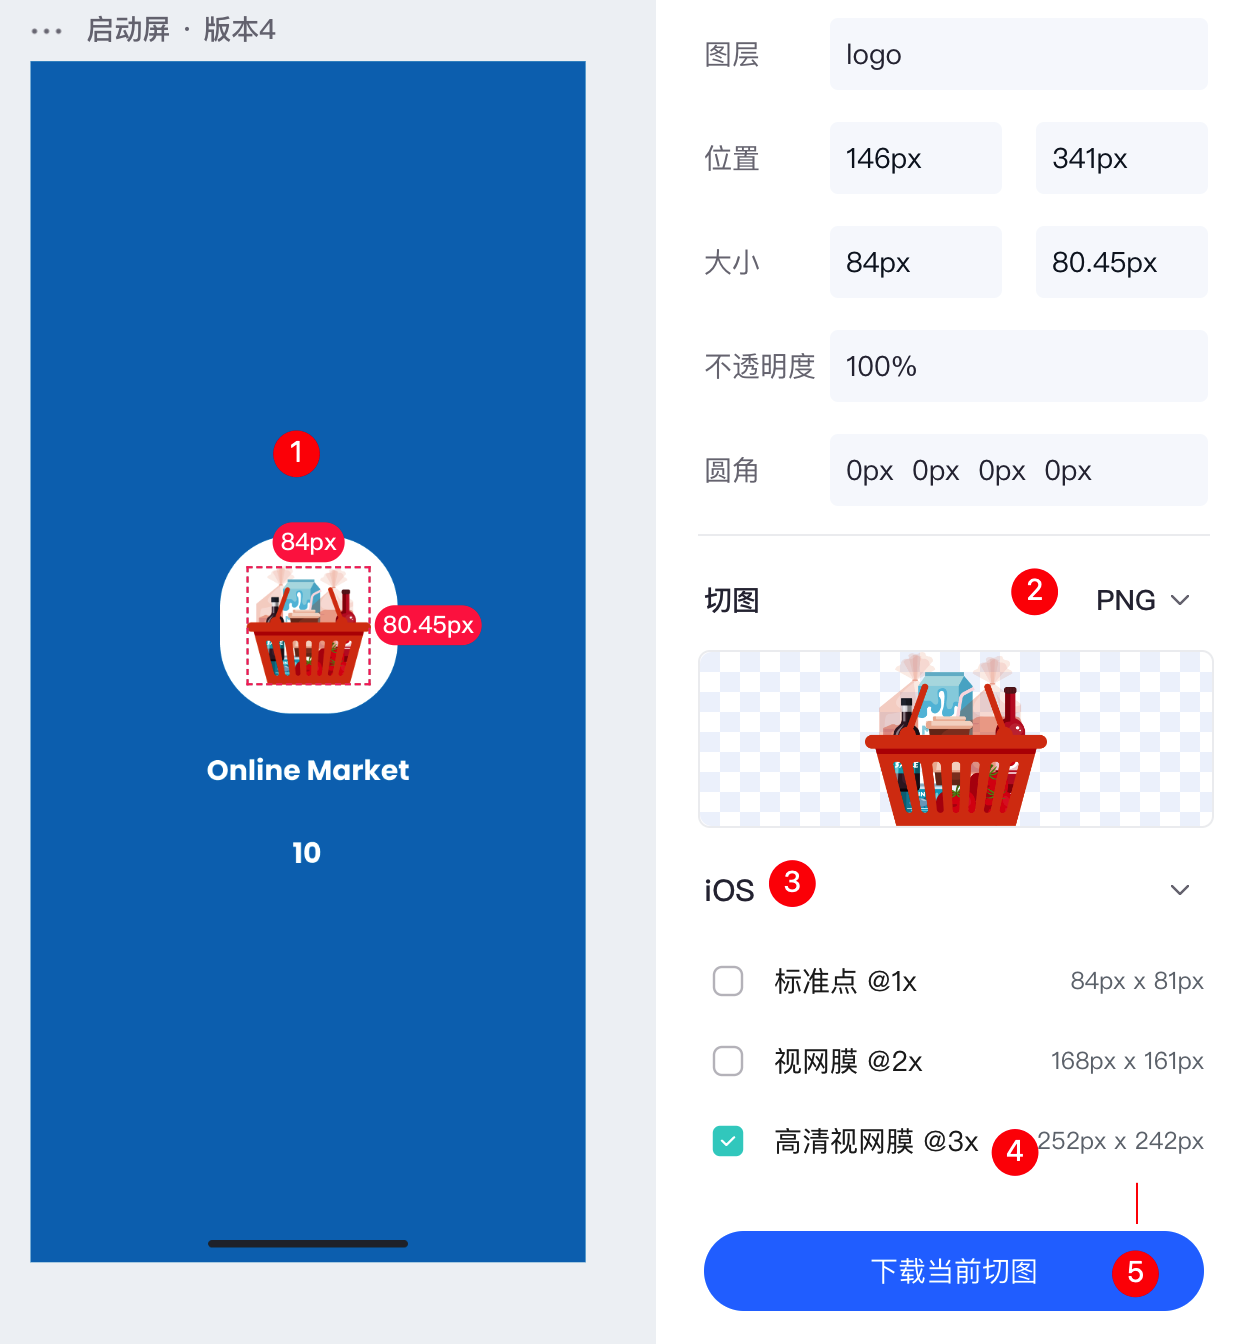 ··· 启动屏 · 版本4
1
84px
80.45px
Online Market
10
图层 logo
位置 146px 341px
大小 84px 80.45px
不透明度 100%
圆角 0px 0px 0px 0px
切图 2 PNG
iOS 3
标准点 @1x 84px x 81px
视网膜 @2x 168px x 161px
高清视网膜 @3x 4 252px x 242px
下载当前切图 5